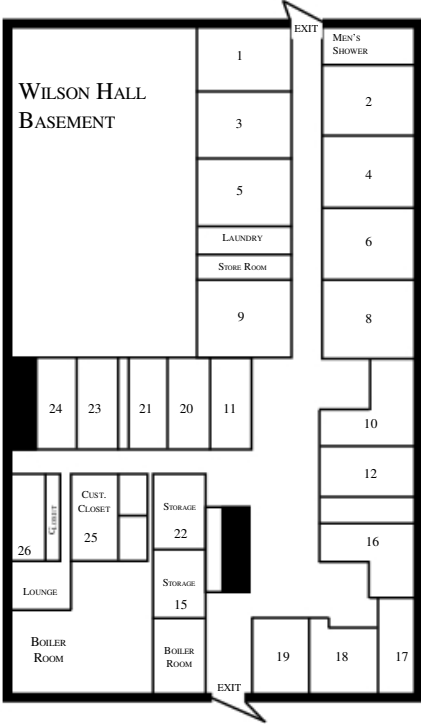 EXIT
MEN'S
SHOWER
WILSON HALL
BASEMENT
1
2
3
4
5
6
LAUNDRY
STORE ROOM
9
8
24
23
21
20
11
10
12
CUST.
CLOSET
25
CLOSET
26
STORAGE
22
16
LOUNGE
STORAGE
15
BOILER
ROOM
BOILER
ROOM
19
18
17
EXIT